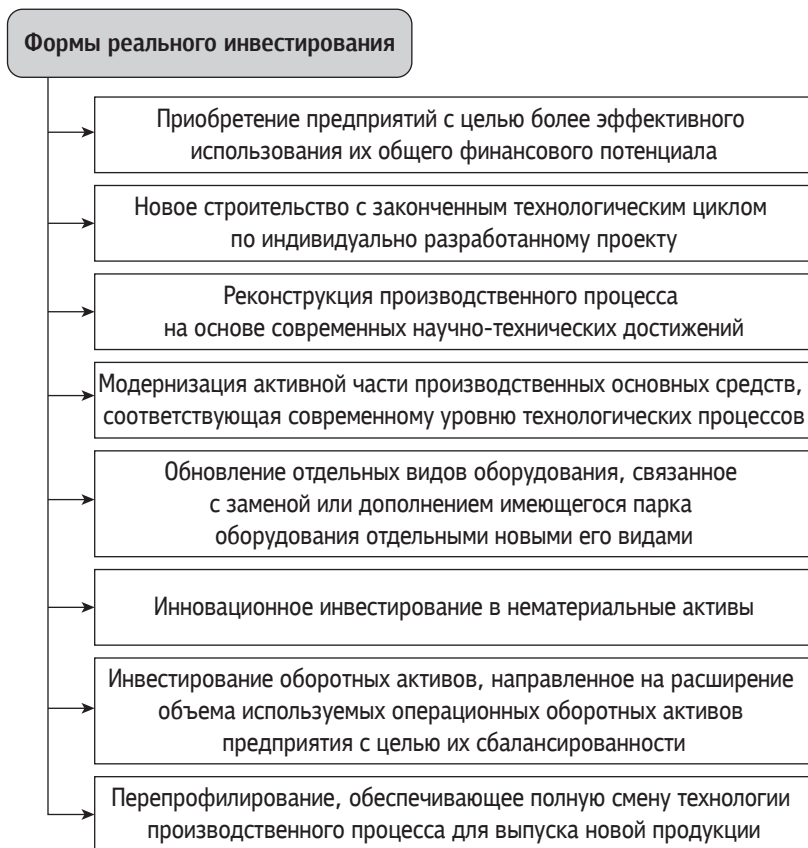 Формы реального инвестирования
Приобретение предприятий с целью более эффективного
использования их общего финансового потенциала
Новое строительство с законченным технологическим циклом
по индивидуально разработанному проекту
Реконструкция производственного процесса
на основе современных научно-технических достижений
Модернизация активной части производственных основных средств,
соответствующая современному уровню технологических процессов
Обновление отдельных видов оборудования, связанное
с заменой или дополнением имеющегося парка
оборудования отдельными новыми его видами
Инновационное инвестирование в нематериальные активы
Инвестирование оборотных активов, направленное на расширение
объема используемых операционных оборотных активов
предприятия с целью их сбалансированности
Перепрофилирование, обеспечивающее полную смену технологии
производственного процесса для выпуска новой продукции